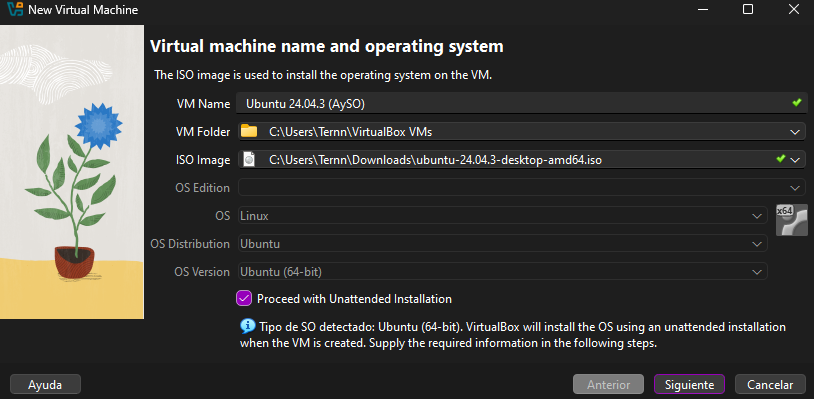 New Virtual Machine
Virtual machine name and operating system
The ISO image is used to install the operating system on the VM.
VM Name Ubuntu 24.04.3 (AySO)
VM Folder C:\Users\Ternn\VirtualBox VMs
ISO Image C:\Users\Ternn\Downloads\ubuntu-24.04.3-desktop-amd64.iso
OS Edition
OS Linux x64
OS Distribution Ubuntu
OS Version Ubuntu (64-bit)
Proceed with Unattended Installation
Tipo de SO detectado: Ubuntu (64-bit). VirtualBox will install the OS using an unattended installation
when the VM is created. Supply the required information in the following steps.
Ayuda Anterior Siguiente Cancelar